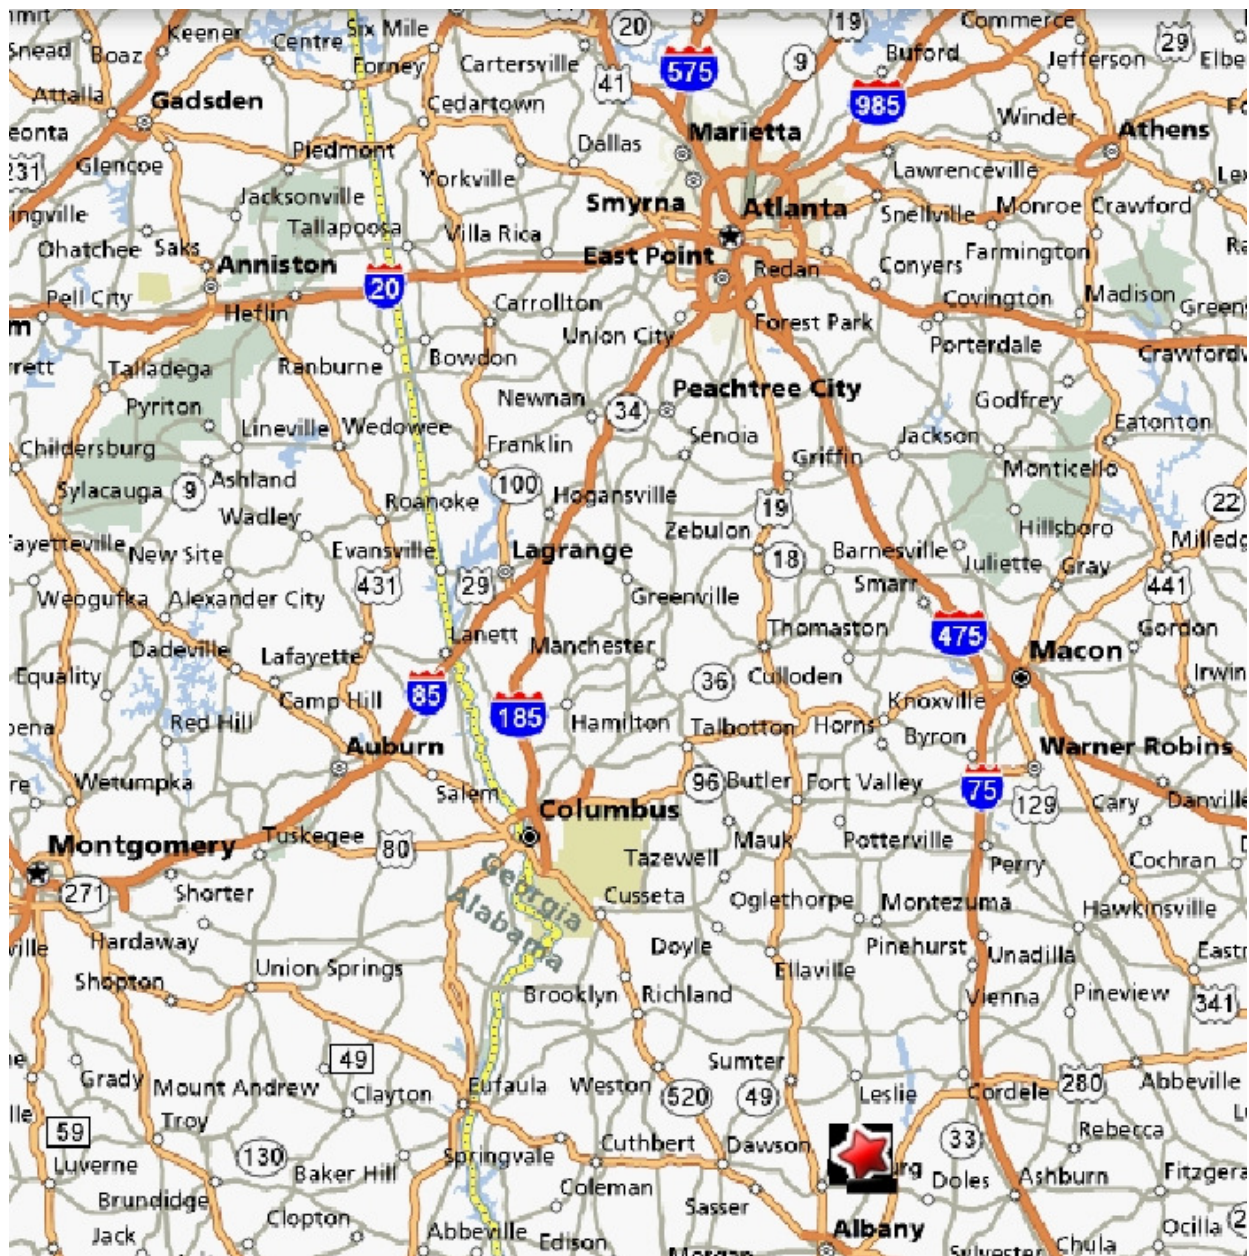 Six Mile
20
19
Commerce
Keener
Centre
575
9
Buford
29
Snead
Boaz
Forney
Cartersville
41
Jefferson
Attalla
Gadsden
Cedartown
985
Winder
Marietta
Athens
Glencoe
Piedmont
Dallas
Lawrenceville
231
Jacksonville
Yorkville
Smyrna
Atlanta
Snellville
Monroe
Crawford
Ohatchee
Saks
Tallapoosa
Villa Rica
Farmington
Anniston
East Point
Redan
Conyers
Pell City
Heflin
20
Carrollton
Covington
Madison
Union City
Forest Park
Porterdale
Talladega
Ranburne
Bowdon
Peachtree City
Pyriton
Newnan
34
Godfrey
Lineville
Wedowee
Franklin
Senoia
Jackson
Eatonton
Childersburg
Griffin
Monticello
Sylacauga
9
Ashland
Roanoke
100
Hogansville
19
22
Wadley
Zebulon
Hillsboro
New Site
Evansville
Lagrange
18
Barnesville
Juliette
Gray
Weogufka
Alexander City
431
29
Greenville
Smarr
441
Dadeville
Lafayette
Lanett
Manchester
Thomaston
475
Macon
Gordon
Equality
Camp Hill
85
36
Culloden
Knoxville
Red Hill
185
Hamilton
Talbotton
Horns
Byron
Auburn
Warner Robins
Wetumpka
Salem
96
Butler
Fort Valley
75
129
Cary
Danville
Columbus
Montgomery
Tuskegee
80
Mauk
Potterville
Perry
Cochran
Georgia
Alabama
Tazewell
271
Shorter
Cusseta
Oglethorpe
Montezuma
Hawkinsville
Hardaway
Doyle
Pinehurst
Unadilla
Shopton
Union Springs
Ellaville
Brooklyn
Richland
Vienna
Pineview
341
49
Sumter
Grady
Mount Andrew
Clayton
Eufaula
Weston
520
49
Leslie
Cordele
280
Abbeville
59
Troy
33
Rebecca
130
Cuthbert
Dawson
Luverne
Baker Hill
Springvale
Doles
Ashburn
Brundidge
Coleman
Sasser
Clopton
Albany
Ocilla
Jack
Abbeville
Edison
Chula